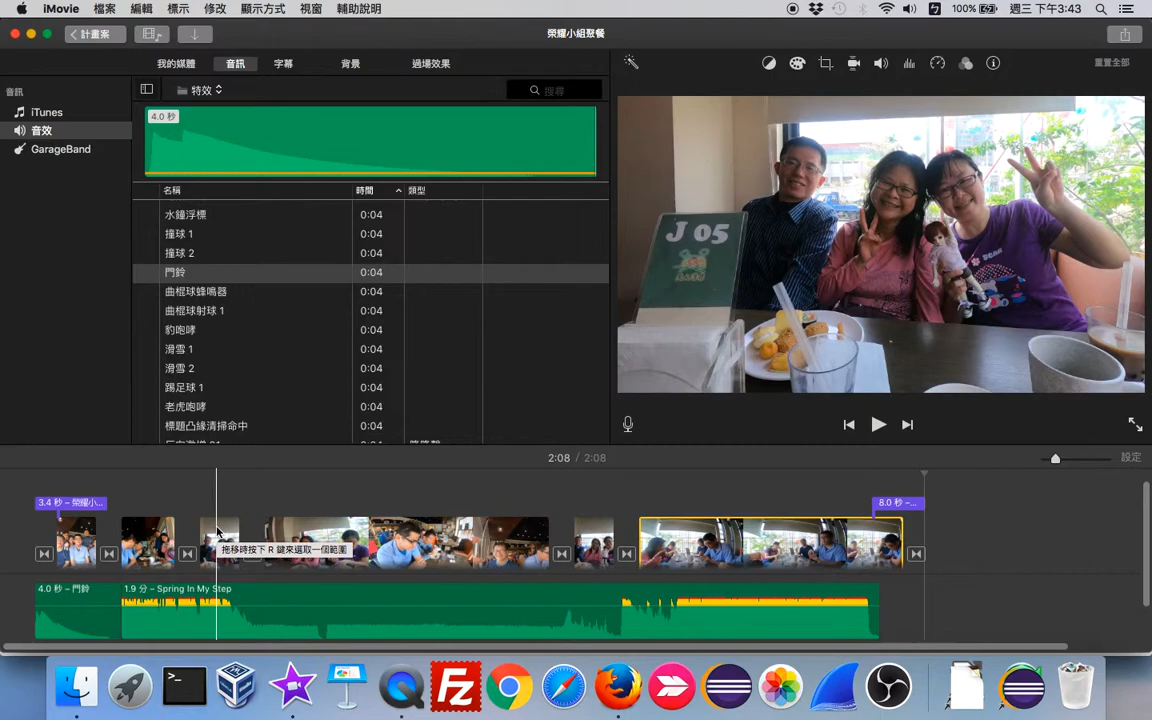 iMovie 檔案 編輯 標示 修改 顯示方式 視窗 輔助說明 100% 週三 下午3:43
計畫案 榮耀小組聚餐
我的媒體 音訊 字幕 背景 過場效果 重置全部
音訊 特效 搜尋
iTunes
音效
GarageBand
4.0 秒
名稱 時間 類型
水鐘浮標 0:04
撞球 1 0:04
撞球 2 0:04
門鈴 0:04
曲棍球蜂鳴器 0:04
曲棍球射球 1 0:04
豹咆哮 0:04
滑雪 1 0:04
滑雪 2 0:04
踢足球 1 0:04
老虎咆哮 0:04
標題凸緣清掃命中 0:04
J 05
2:08 / 2:08 設定
3.4 秒 – 榮耀小... 8.0 秒 –...
拖移時按下 R 鍵來選取一個範圍
4.0 秒 – 門鈴 1.9 分 – Spring In My Step